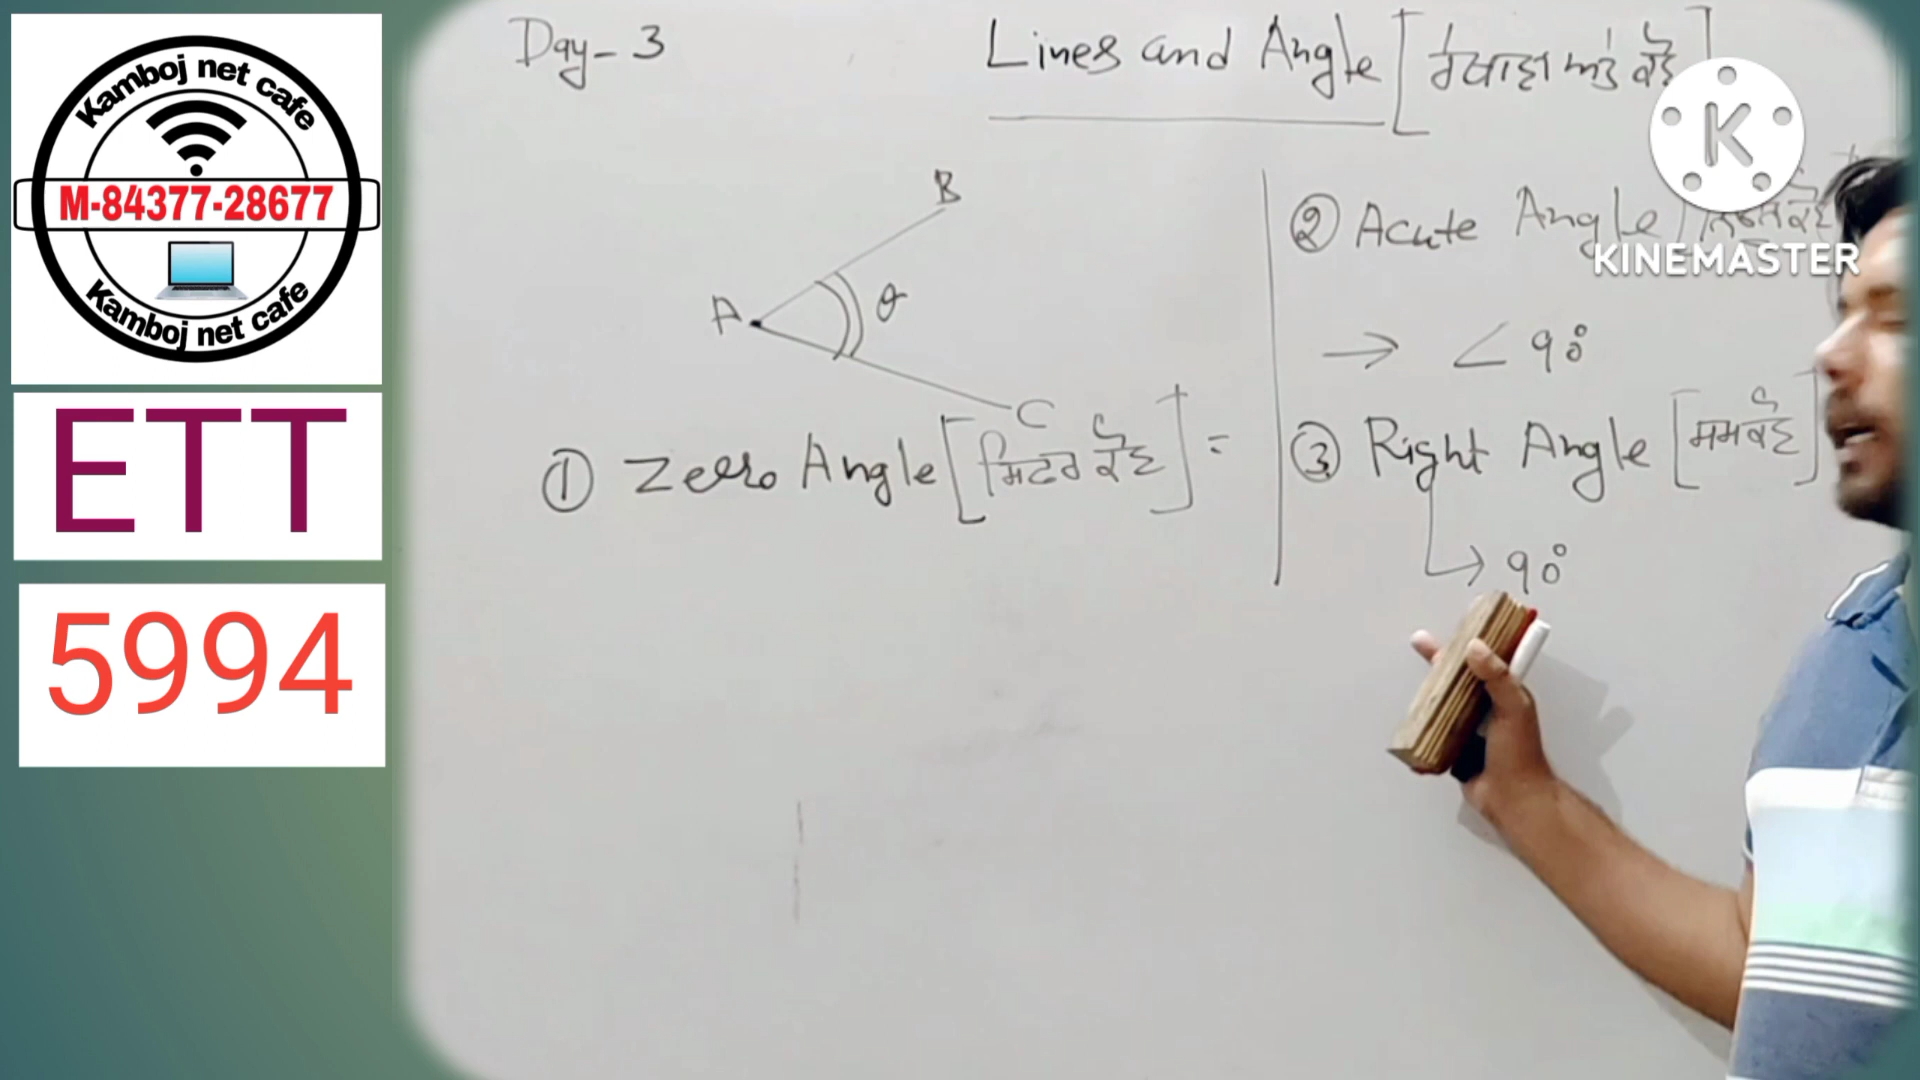 Kamboj net cafe
M-84377-28677
Kamboj net cafe
ETT
5994
Day-3
Lines and Angle [ਰੇਖਾਵਾਂ ਅਤੇ ਕੋਣ]
B
A
θ
C
① Zero Angle [ਸਿਫਰ ਕੋਣ] =
② Acute Angle
→ ∠ 90°
③ Right Angle [ਸਮਕੋਣ]
→ 90°
K
KINEMASTER